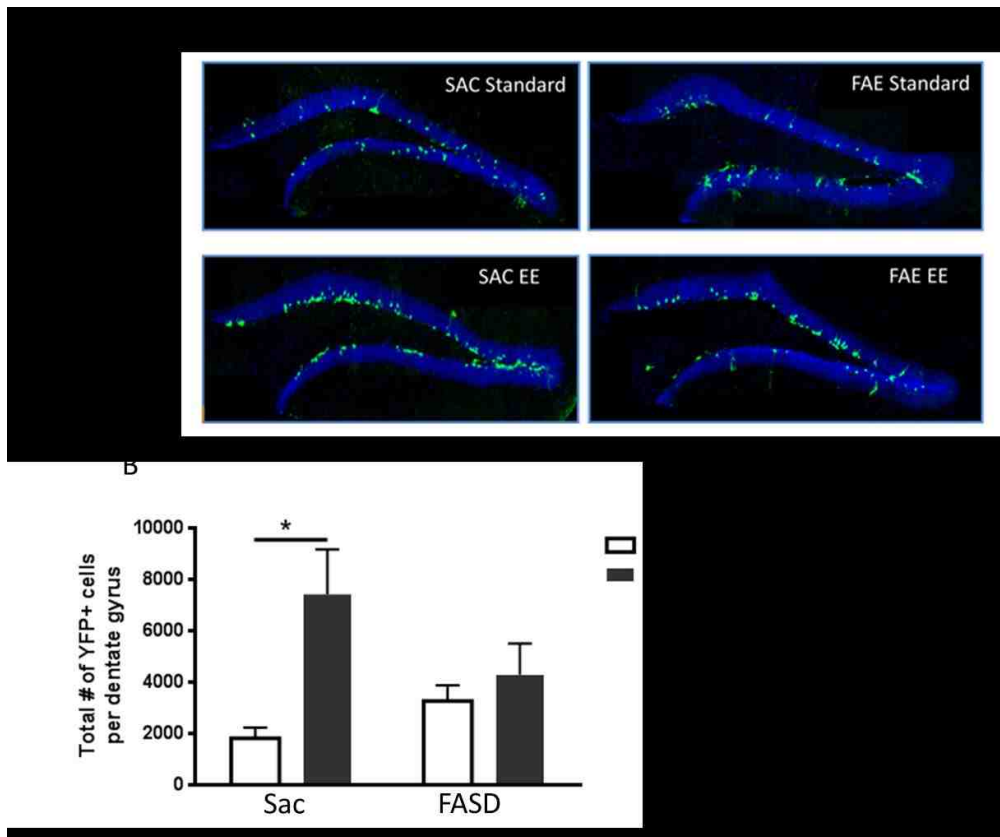 SAC Standard
FAE Standard
SAC EE
FAE EE
B
Total # of YFP+ cells
per dentate gyrus
10000
8000
6000
4000
2000
0
*
Sac
FASD